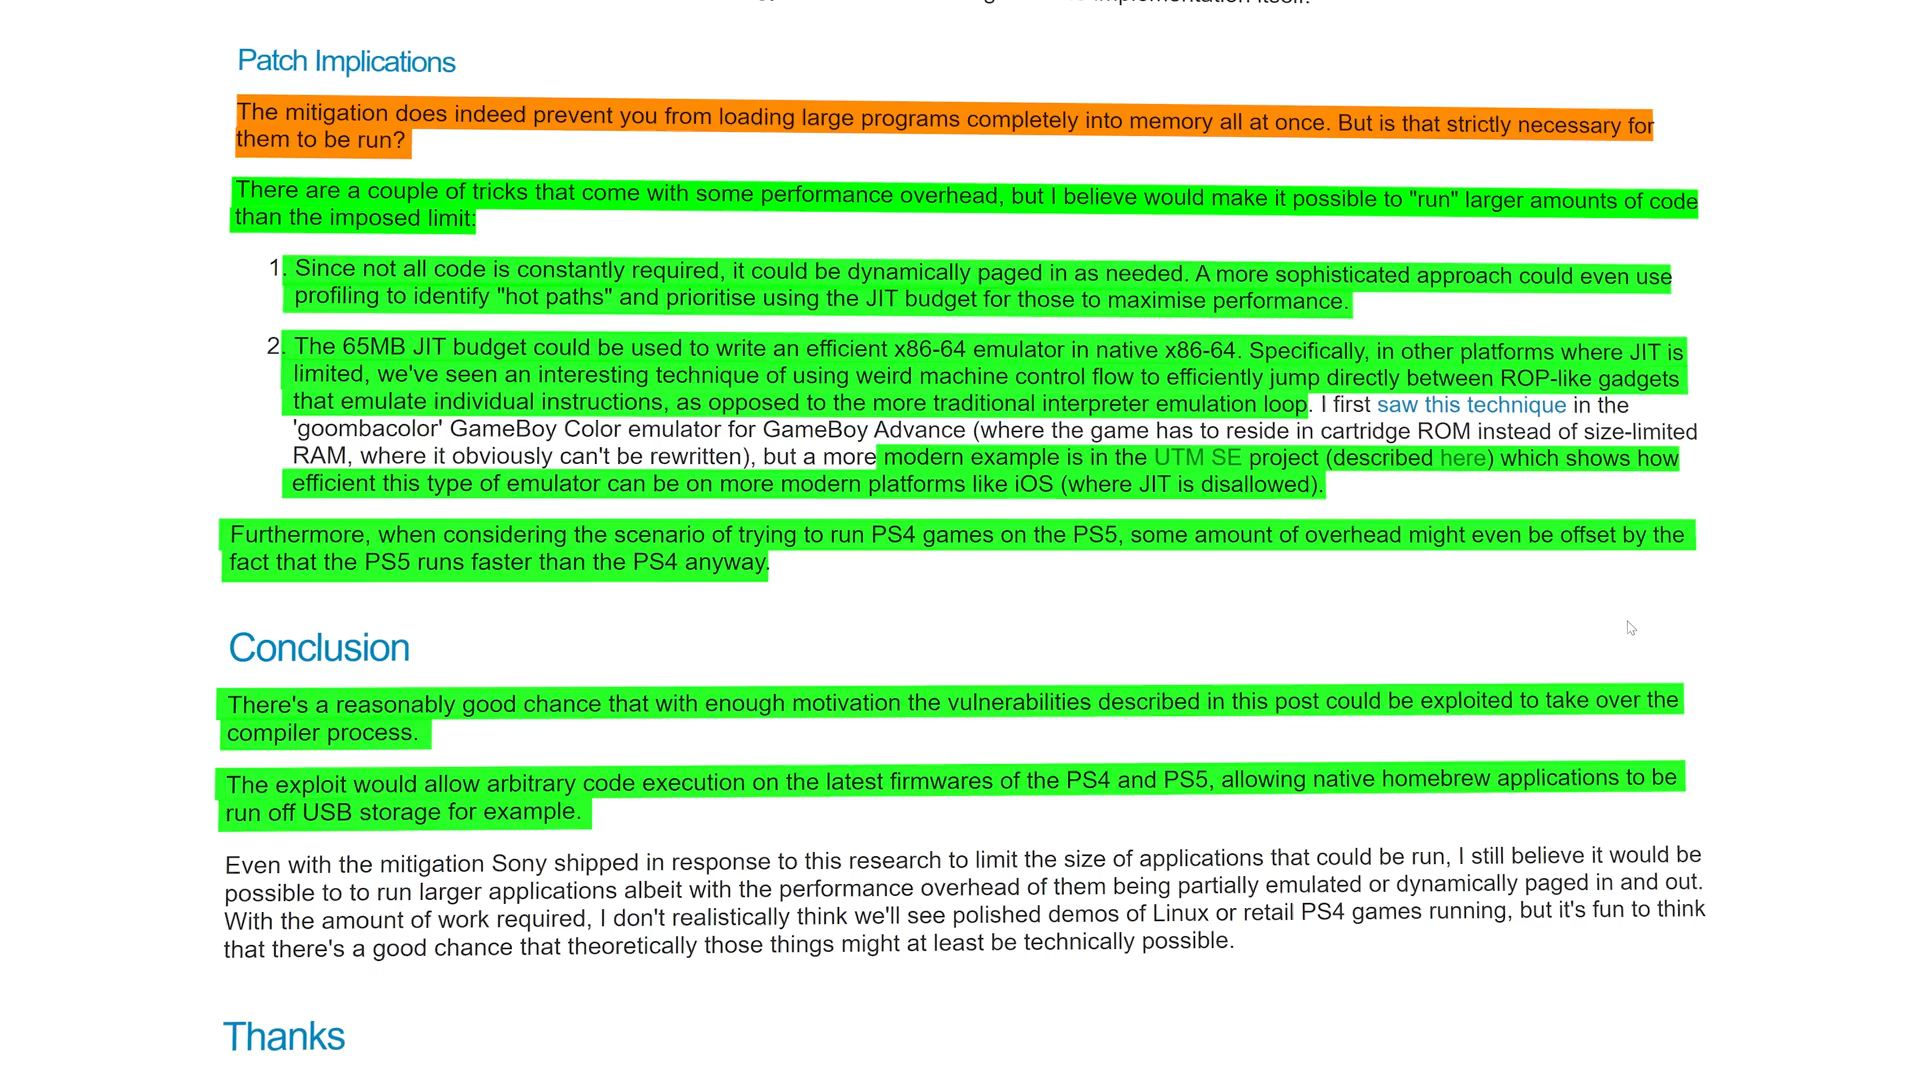 implementation itself.
Patch Implications
The mitigation does indeed prevent you from loading large programs completely into memory all at once. But is that strictly necessary for
them to be run?
There are a couple of tricks that come with some performance overhead, but I believe would make it possible to "run" larger amounts of code
than the imposed limit:
1. Since not all code is constantly required, it could be dynamically paged in as needed. A more sophisticated approach could even use
profiling to identify "hot paths" and prioritise using the JIT budget for those to maximise performance.
2. The 65MB JIT budget could be used to write an efficient x86-64 emulator in native x86-64. Specifically, in other platforms where JIT is
limited, we've seen an interesting technique of using weird machine control flow to efficiently jump directly between ROP-like gadgets
that emulate individual instructions, as opposed to the more traditional interpreter emulation loop. I first saw this technique in the
'goombacolor' GameBoy Color emulator for GameBoy Advance (where the game has to reside in cartridge ROM instead of size-limited
RAM, where it obviously can't be rewritten), but a more modern example is in the UTM SE project (described here) which shows how
efficient this type of emulator can be on more modern platforms like iOS (where JIT is disallowed).
Furthermore, when considering the scenario of trying to run PS4 games on the PS5, some amount of overhead might even be offset by the
fact that the PS5 runs faster than the PS4 anyway.
Conclusion
There's a reasonably good chance that with enough motivation the vulnerabilities described in this post could be exploited to take over the
compiler process.
The exploit would allow arbitrary code execution on the latest firmwares of the PS4 and PS5, allowing native homebrew applications to be
run off USB storage for example.
Even with the mitigation Sony shipped in response to this research to limit the size of applications that could be run, I still believe it would be
possible to to run larger applications albeit with the performance overhead of them being partially emulated or dynamically paged in and out.
With the amount of work required, I don't realistically think we'll see polished demos of Linux or retail PS4 games running, but it's fun to think
that there's a good chance that theoretically those things might at least be technically possible.
Thanks